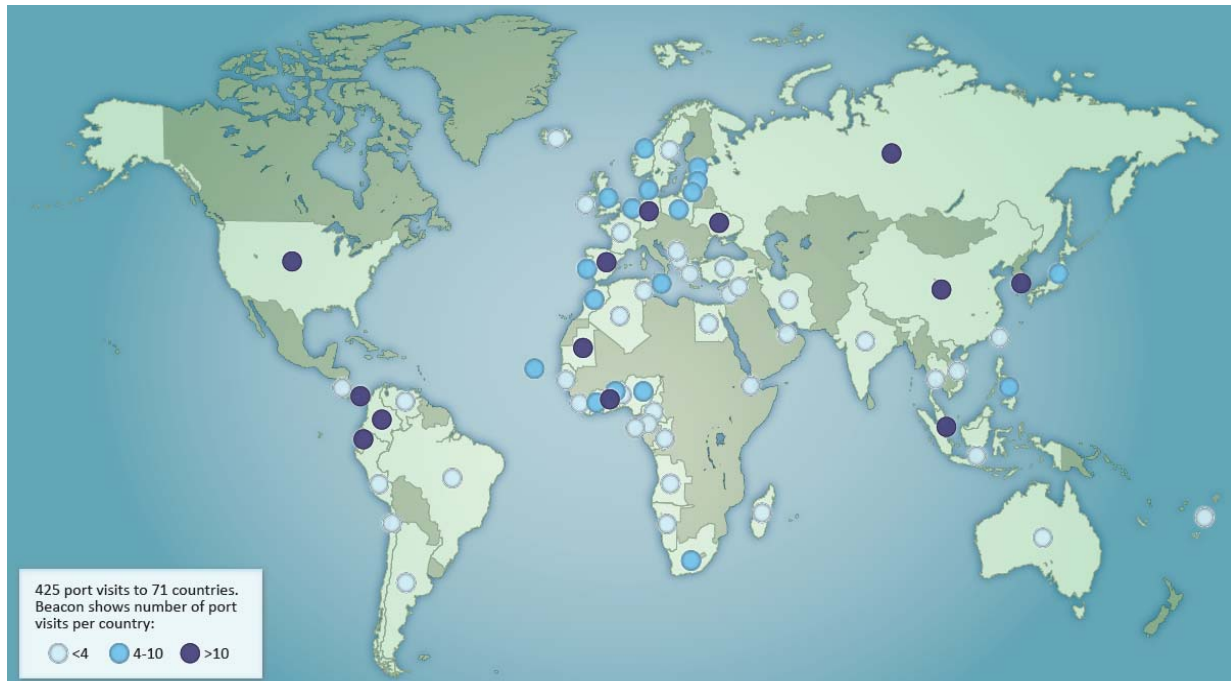 425 port visits to 71 countries.
Beacon shows number of port
visits per country:
<4 4-10 >10